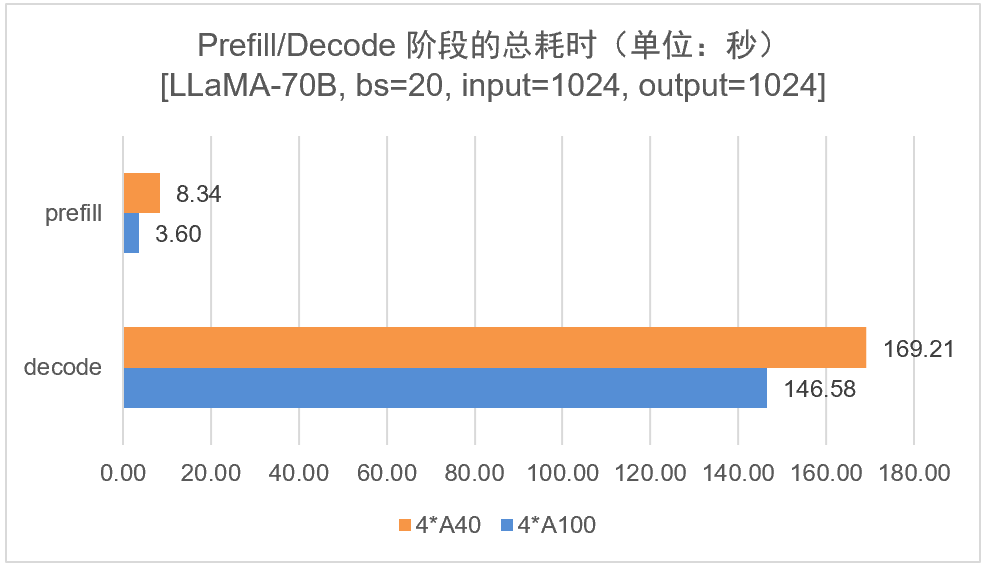 Prefill/Decode 阶段的总耗时（单位：秒）
[LLaMA-70B, bs=20, input=1024, output=1024]
prefill
8.34
3.60
decode
169.21
146.58
0.00 20.00 40.00 60.00 80.00 100.00 120.00 140.00 160.00 180.00
4*A40 4*A100